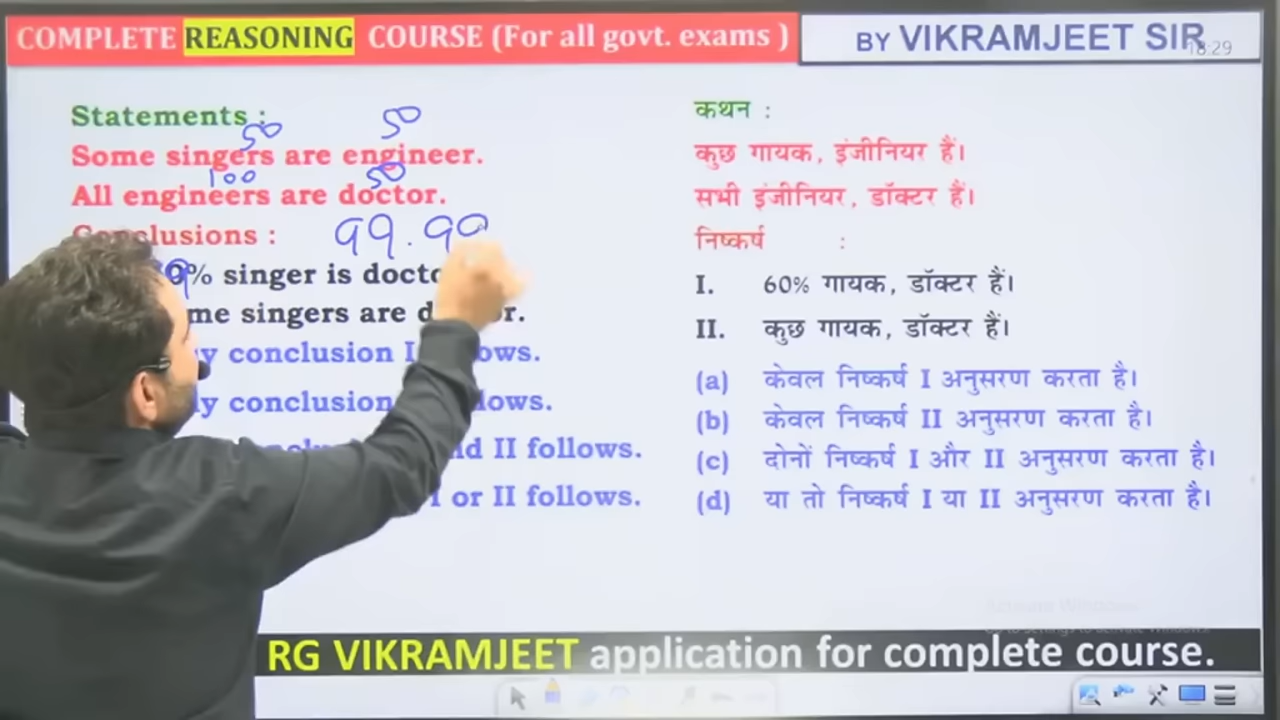 COMPLETE REASONING COURSE (For all govt. exams )
BY VIKRAMJEET SIR
18:29
Statements :
50 50
Some singers are engineer.
100 50
All engineers are doctor.
Conclusions :
99.99
0% singer is docto
me singers are d r.
y conclusion I ows.
ly conclusion lows.
nd II follows.
I or II follows.
कथन :
कुछ गायक, इंजीनियर हैं।
सभी इंजीनियर, डॉक्टर हैं।
निष्कर्ष :
I. 60% गायक, डॉक्टर हैं।
II. कुछ गायक, डॉक्टर हैं।
(a) केवल निष्कर्ष I अनुसरण करता है।
(b) केवल निष्कर्ष II अनुसरण करता है।
(c) दोनों निष्कर्ष I और II अनुसरण करता है।
(d) या तो निष्कर्ष I या II अनुसरण करता है।
RG VIKRAMJEET application for complete course.